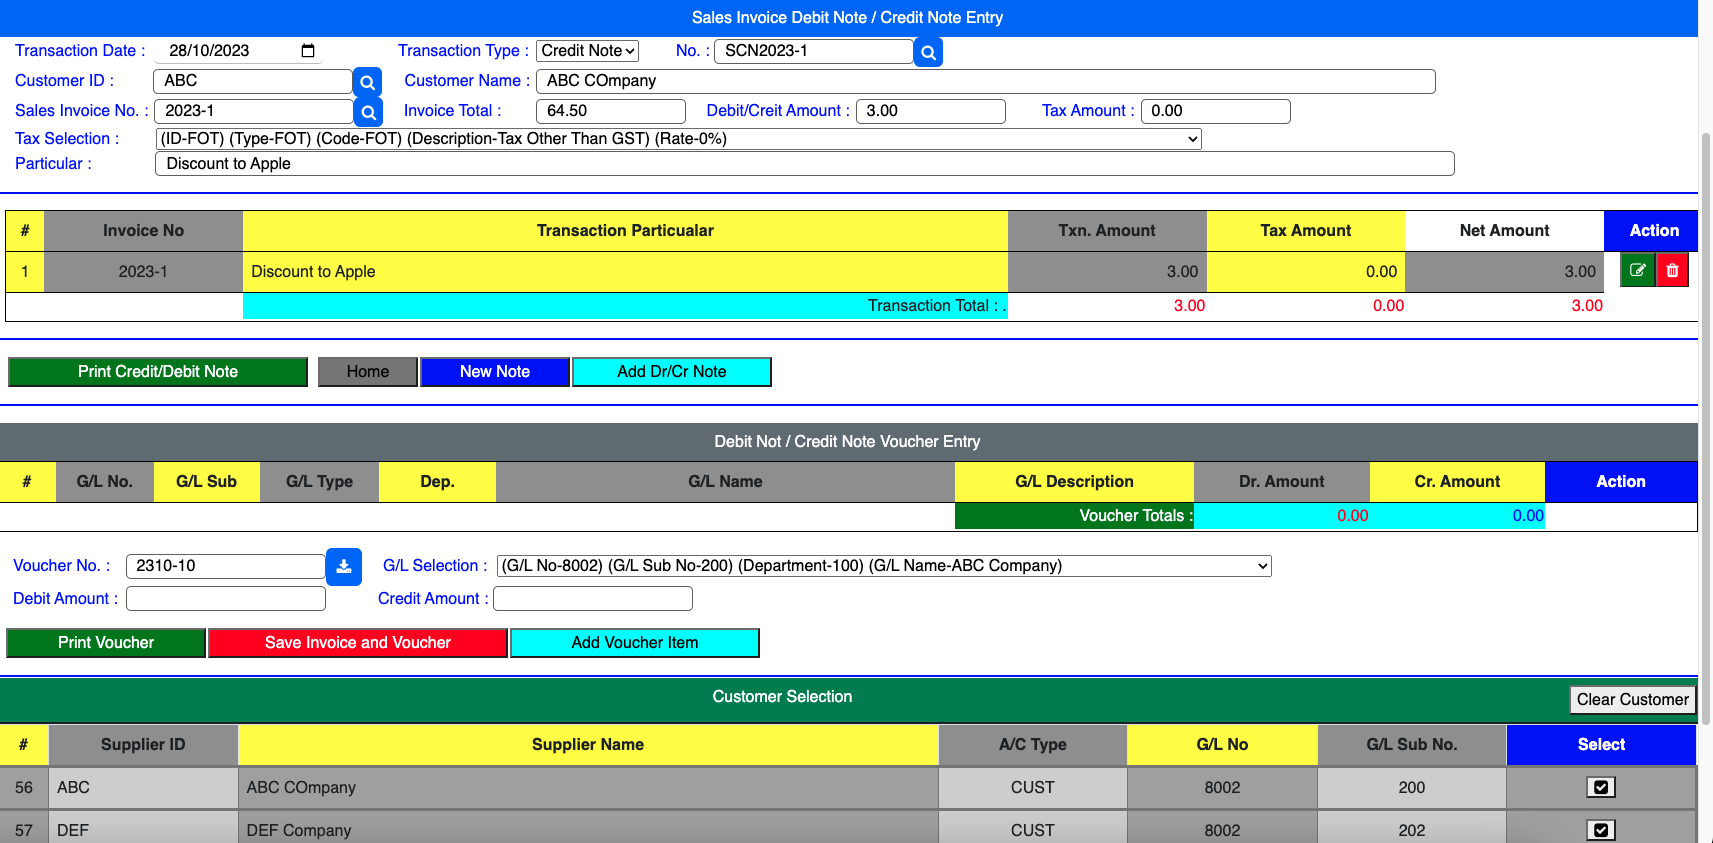 Sales Invoice Debit Note / Credit Note Entry
Transaction Date : 28/10/2023 Transaction Type : Credit Note No. : SCN2023-1
Customer ID : ABC Customer Name : ABC COmpany
Sales Invoice No. : 2023-1 Invoice Total : 64.50 Debit/Creit Amount : 3.00 Tax Amount : 0.00
Tax Selection : (ID-FOT) (Type-FOT) (Code-FOT) (Description-Tax Other Than GST) (Rate-0%)
Particular : Discount to Apple
# Invoice No Transaction Particualar Txn. Amount Tax Amount Net Amount Action
1 2023-1 Discount to Apple 3.00 0.00 3.00
Transaction Total : . 3.00 0.00 3.00
Print Credit/Debit Note Home New Note Add Dr/Cr Note
Debit Not / Credit Note Voucher Entry
# G/L No. G/L Sub G/L Type Dep. G/L Name G/L Description Dr. Amount Cr. Amount Action
Voucher Totals : 0.00 0.00
Voucher No. : 2310-10 G/L Selection : (G/L No-8002) (G/L Sub No-200) (Department-100) (G/L Name-ABC Company)
Debit Amount : Credit Amount :
Print Voucher Save Invoice and Voucher Add Voucher Item
Customer Selection Clear Customer
# Supplier ID Supplier Name A/C Type G/L No G/L Sub No. Select
56 ABC ABC COmpany CUST 8002 200
57 DEF DEF Company CUST 8002 202